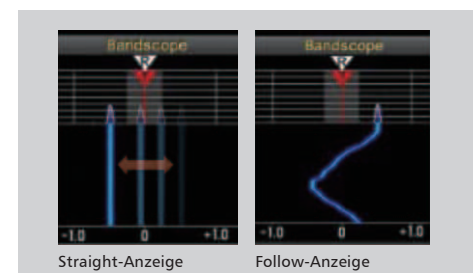 Bandscope
R
-1.0 0 +1.0
Straight-Anzeige
Bandscope
R
-1.0 0 +1.0
Follow-Anzeige